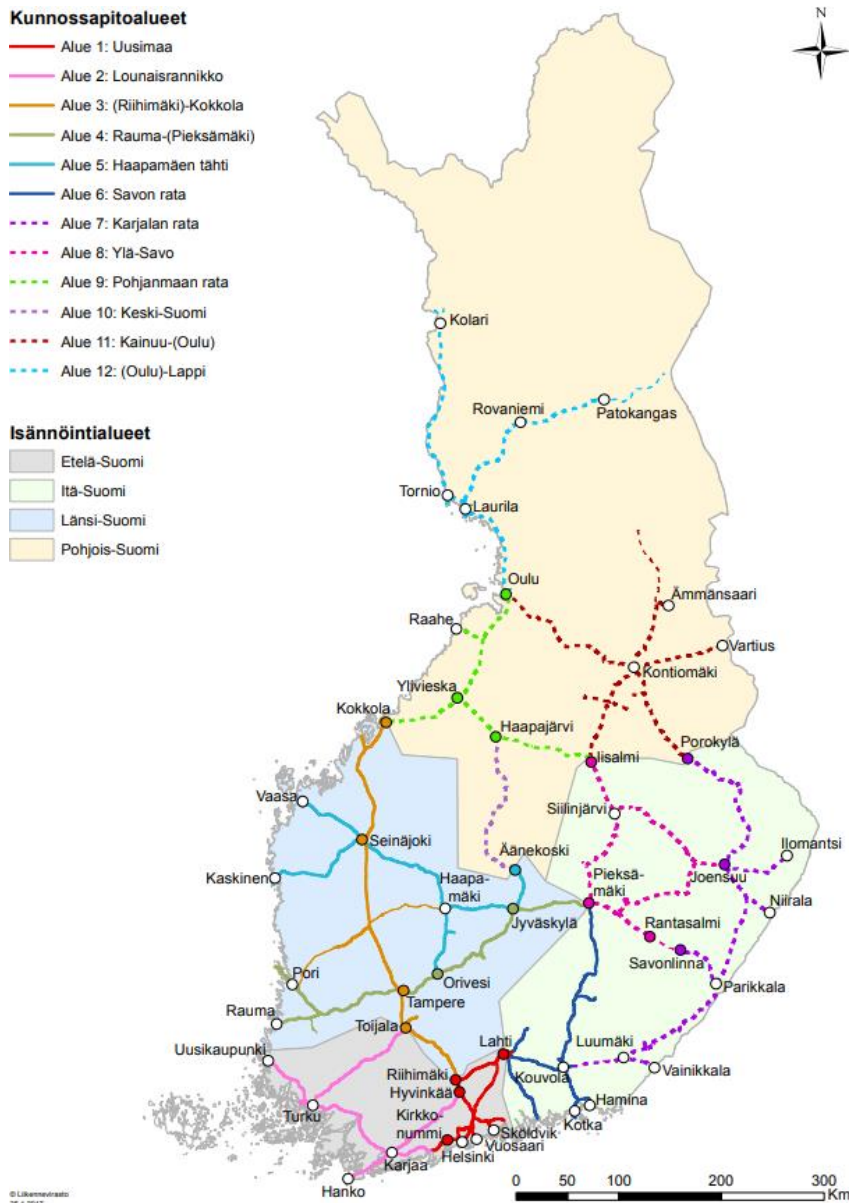 Kunnossapitoalueet
Alue 1: Uusimaa
Alue 2: Lounaisrannikko
Alue 3: (Riihimäki)-Kokkola
Alue 4: Rauma-(Pieksämäki)
Alue 5: Haapamäen tähti
Alue 6: Savon rata
Alue 7: Karjalan rata
Alue 8: Ylä-Savo
Alue 9: Pohjanmaan rata
Alue 10: Keski-Suomi
Alue 11: Kainuu-(Oulu)
Alue 12: (Oulu)-Lappi
Isännöintialueet
Etelä-Suomi
Itä-Suomi
Länsi-Suomi
Pohjois-Suomi
N
Kolari
Rovaniemi
Patokangas
Tornio
Laurila
Oulu
Ämmänsaari
Raahe
Vartius
Kontiomäki
Ylivieska
Kokkola
Haapajärvi
Porokylä
Iisalmi
Vaasa
Siilinjärvi
Seinäjoki
Ilomantsi
Äänekoski
Kaskinen
Haapa-
mäki
Pieksä-
mäki
Joensuu
Jyväskylä
Niirala
Rantasalmi
Savonlinna
Pori
Orivesi
Parikkala
Tampere
Rauma
Toijala
Lahti
Luumäki
Uusikaupunki
Riihimäki
Kouvola
Vainikkala
Hyvinkää
Hamina
Turku
Kirkko-
nummi
Sköldvik
Kotka
Vuosaari
Helsinki
Karjaa
Hanko
0 50 100 200 300
Km
© Liikennevirasto